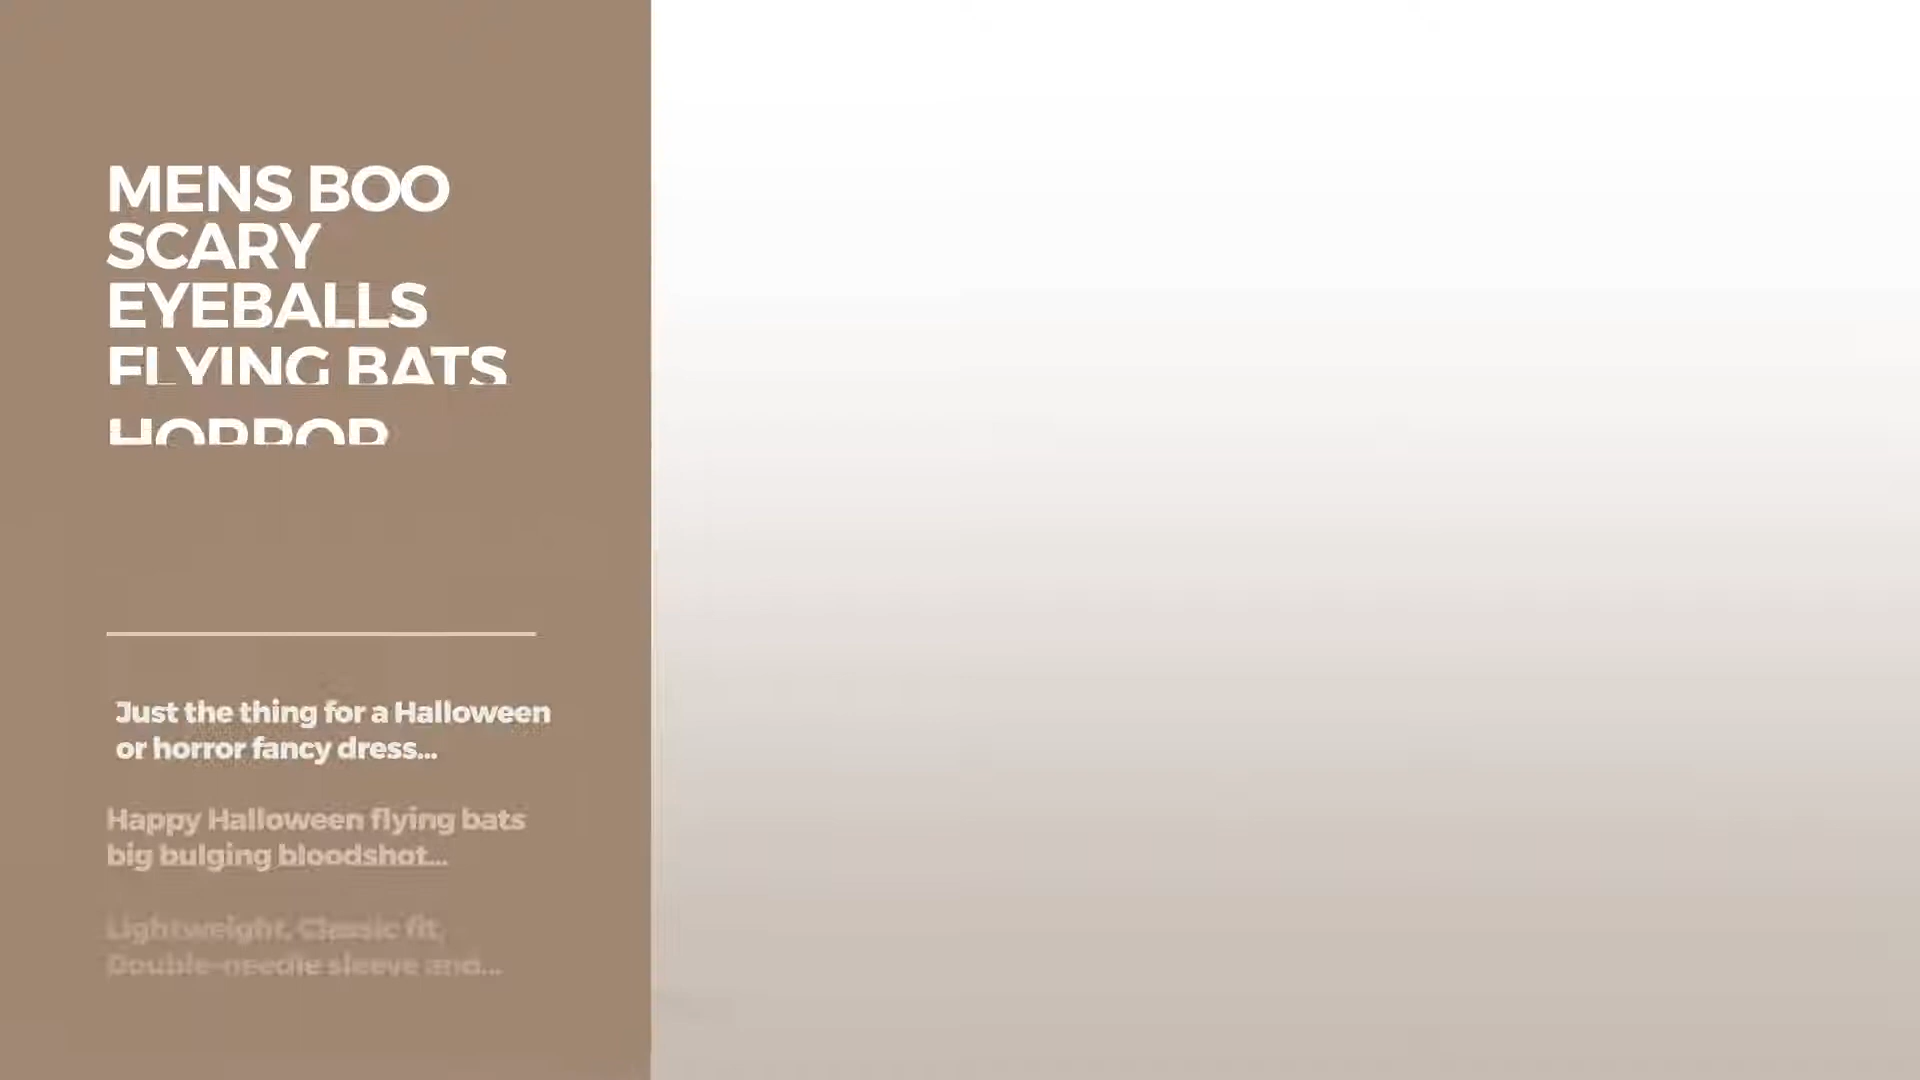 MENS BOO
SCARY
EYEBALLS
FLYING BATS
HORROR
Just the thing for a Halloween
or horror fancy dress...
Happy Halloween flying bats
big bulging bloodshot...
Lightweight, Classic fit,
Double-needle sleeve and...